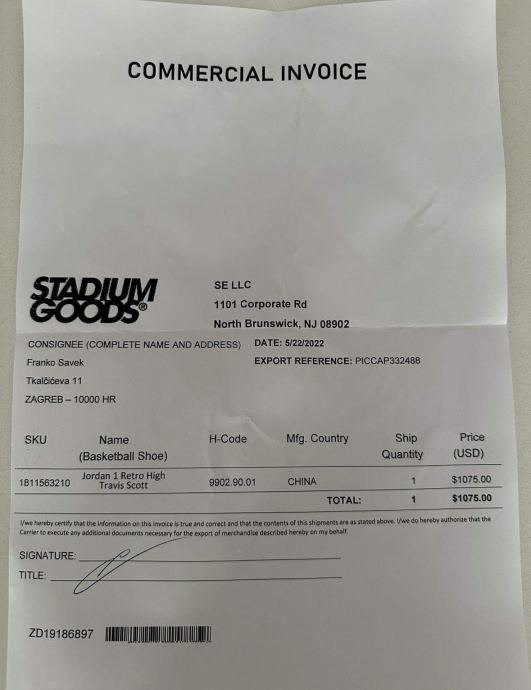 COMMERCIAL INVOICE
STADIUM
GOODS®
SE LLC
1101 Corporate Rd
North Brunswick, NJ 08902
CONSIGNEE (COMPLETE NAME AND ADDRESS) DATE: 5/22/2022
Franko Savek EXPORT REFERENCE: PICCAP332488
Tkalčićeva 11
ZAGREB – 10000 HR
SKU Name (Basketball Shoe) H-Code Mfg. Country Ship Quantity Price (USD)
1811563210 Jordan 1 Retro High Travis Scott 9902.90.01 CHINA 1 $1075.00
TOTAL: 1 $1075.00
I/we hereby certify that the information on this invoice is true and correct and that the contents of this shipments are as stated above. I/we do hereby authorize that the
Carrier to execute any additional documents necessary for the export of merchandise described hereby on my behalf.
SIGNATURE:
TITLE:
ZD19186897